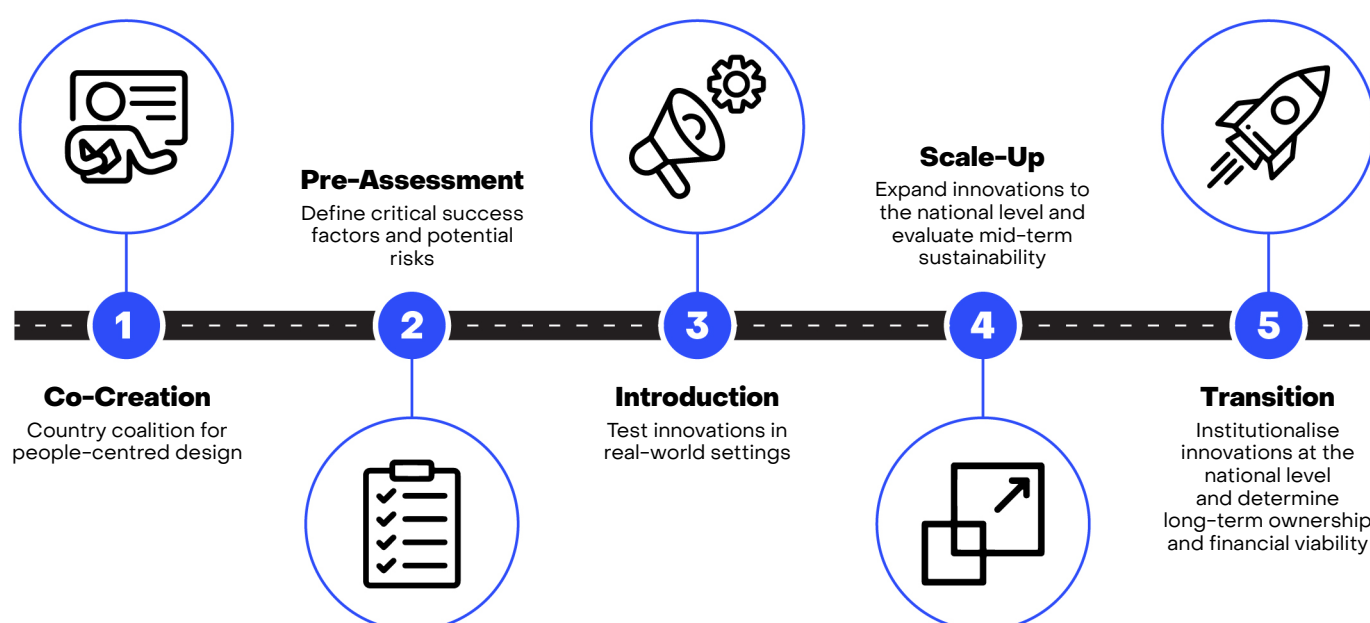 Pre-Assessment
Define critical success
factors and potential
risks
Scale-Up
Expand innovations to
the national level and
evaluate mid-term
sustainability
1
2
3
4
5
Co-Creation
Country coalition for
people-centred design
Introduction
Test innovations in
real-world settings
Transition
Institutionalise
innovations at the
national level
and determine
long-term ownership
and financial viability